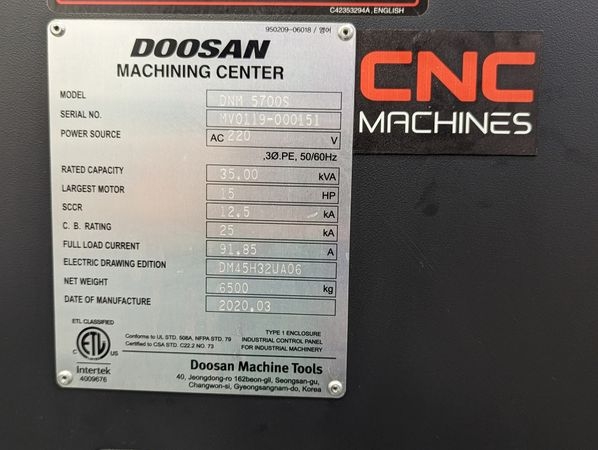 C42353294A, ENGLISH
950209-06018 / 영어
DOOSAN
MACHINING CENTER
MODEL DNM 5700S
SERIAL NO. MV0119-000151
POWER SOURCE AC 220 V
,3Ø.PE, 50/60Hz
RATED CAPACITY 35.00 kVA
LARGEST MOTOR 15 HP
SCCR 12.5 kA
C. B. RATING 25 kA
FULL LOAD CURRENT 91.85 A
ELECTRIC DRAWING EDITION DM45H32UA06
NET WEIGHT 6500 kg
DATE OF MANUFACTURE 2020.03
ETL CLASSIFIED
C ETL US
Intertek
4009676
Conforms to UL STD. 508A, NFPA STD. 79
Certified to CSA STD. C22.2 NO. 73
TYPE 1 ENCLOSURE
INDUSTRIAL CONTROL PANEL
FOR INDUSTRIAL MACHINERY
Doosan Machine Tools
40, Jeongdong-ro 162beon-gil, Seongsan-gu,
Changwon-si, Gyeongsangnam-do, Korea
CNC
MACHINES